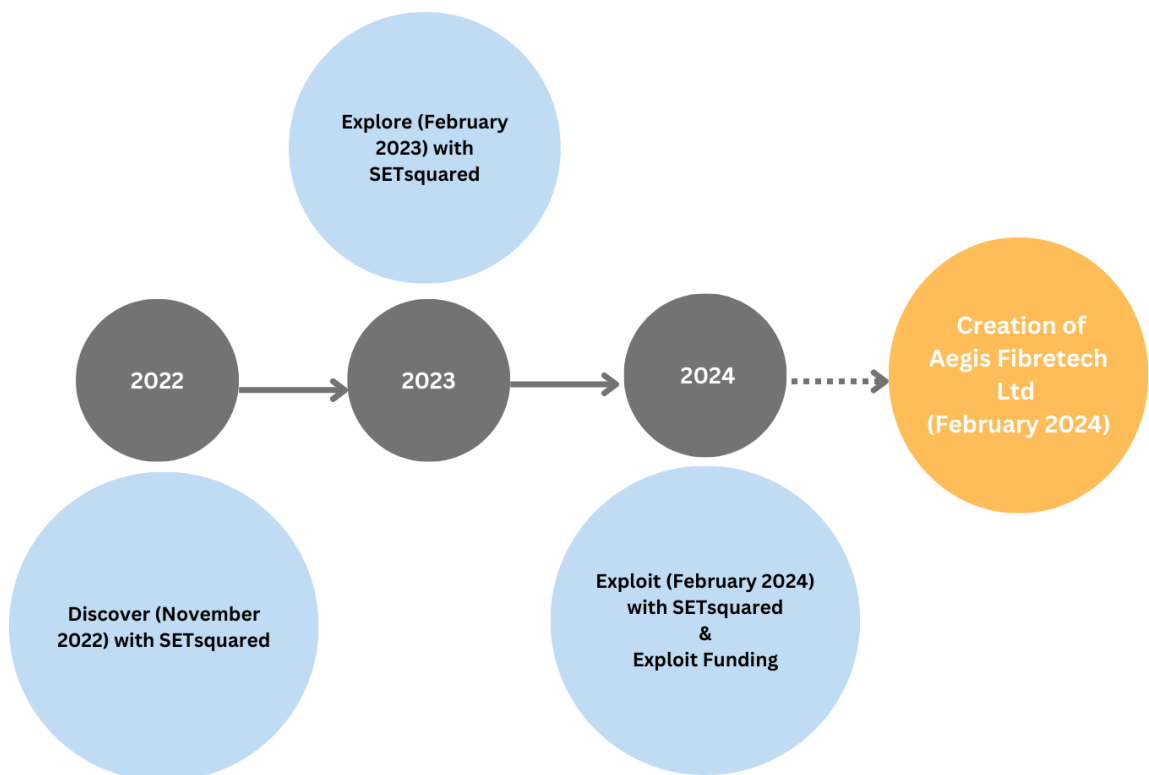 Explore (February
2023) with
SETsquared
2022
2023
2024
Creation of
Aegis Fibretech
Ltd
(February 2024)
Discover (November
2022) with SETsquared
Exploit (February 2024)
with SETsquared
&
Exploit Funding